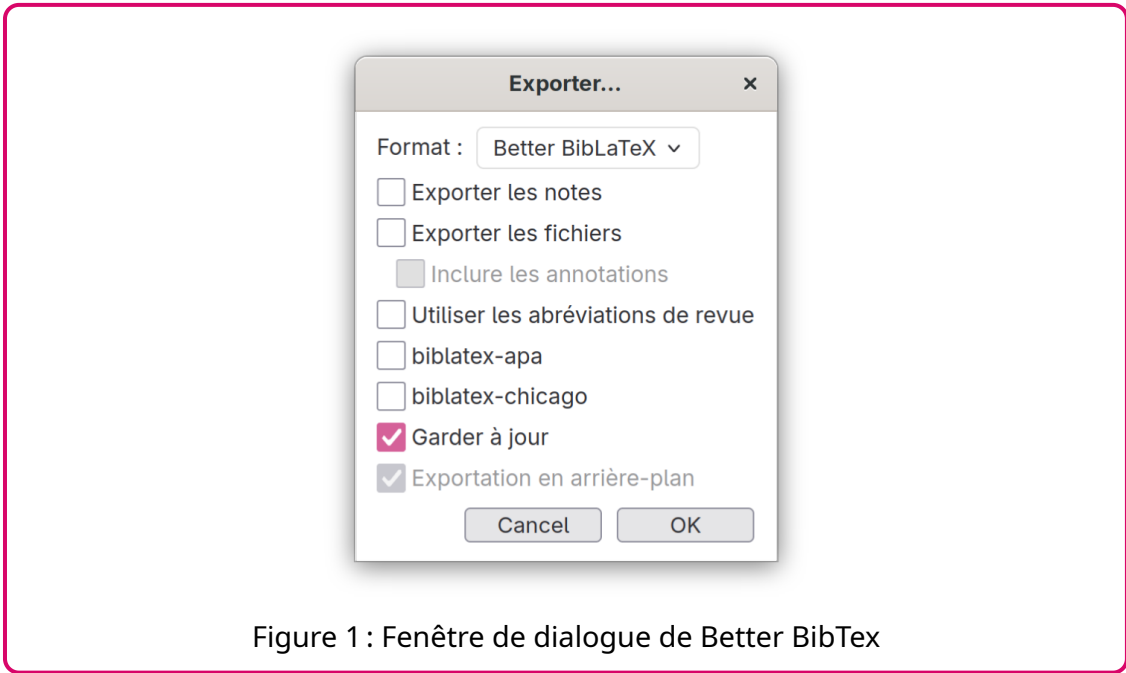 Exporter...
Format : Better BibLaTeX
Exporter les notes
Exporter les fichiers
Inclure les annotations
Utiliser les abréviations de revue
biblatex-apa
biblatex-chicago
Garder à jour
Exportation en arrière-plan
Cancel OK
Figure 1 : Fenêtre de dialogue de Better BibTex